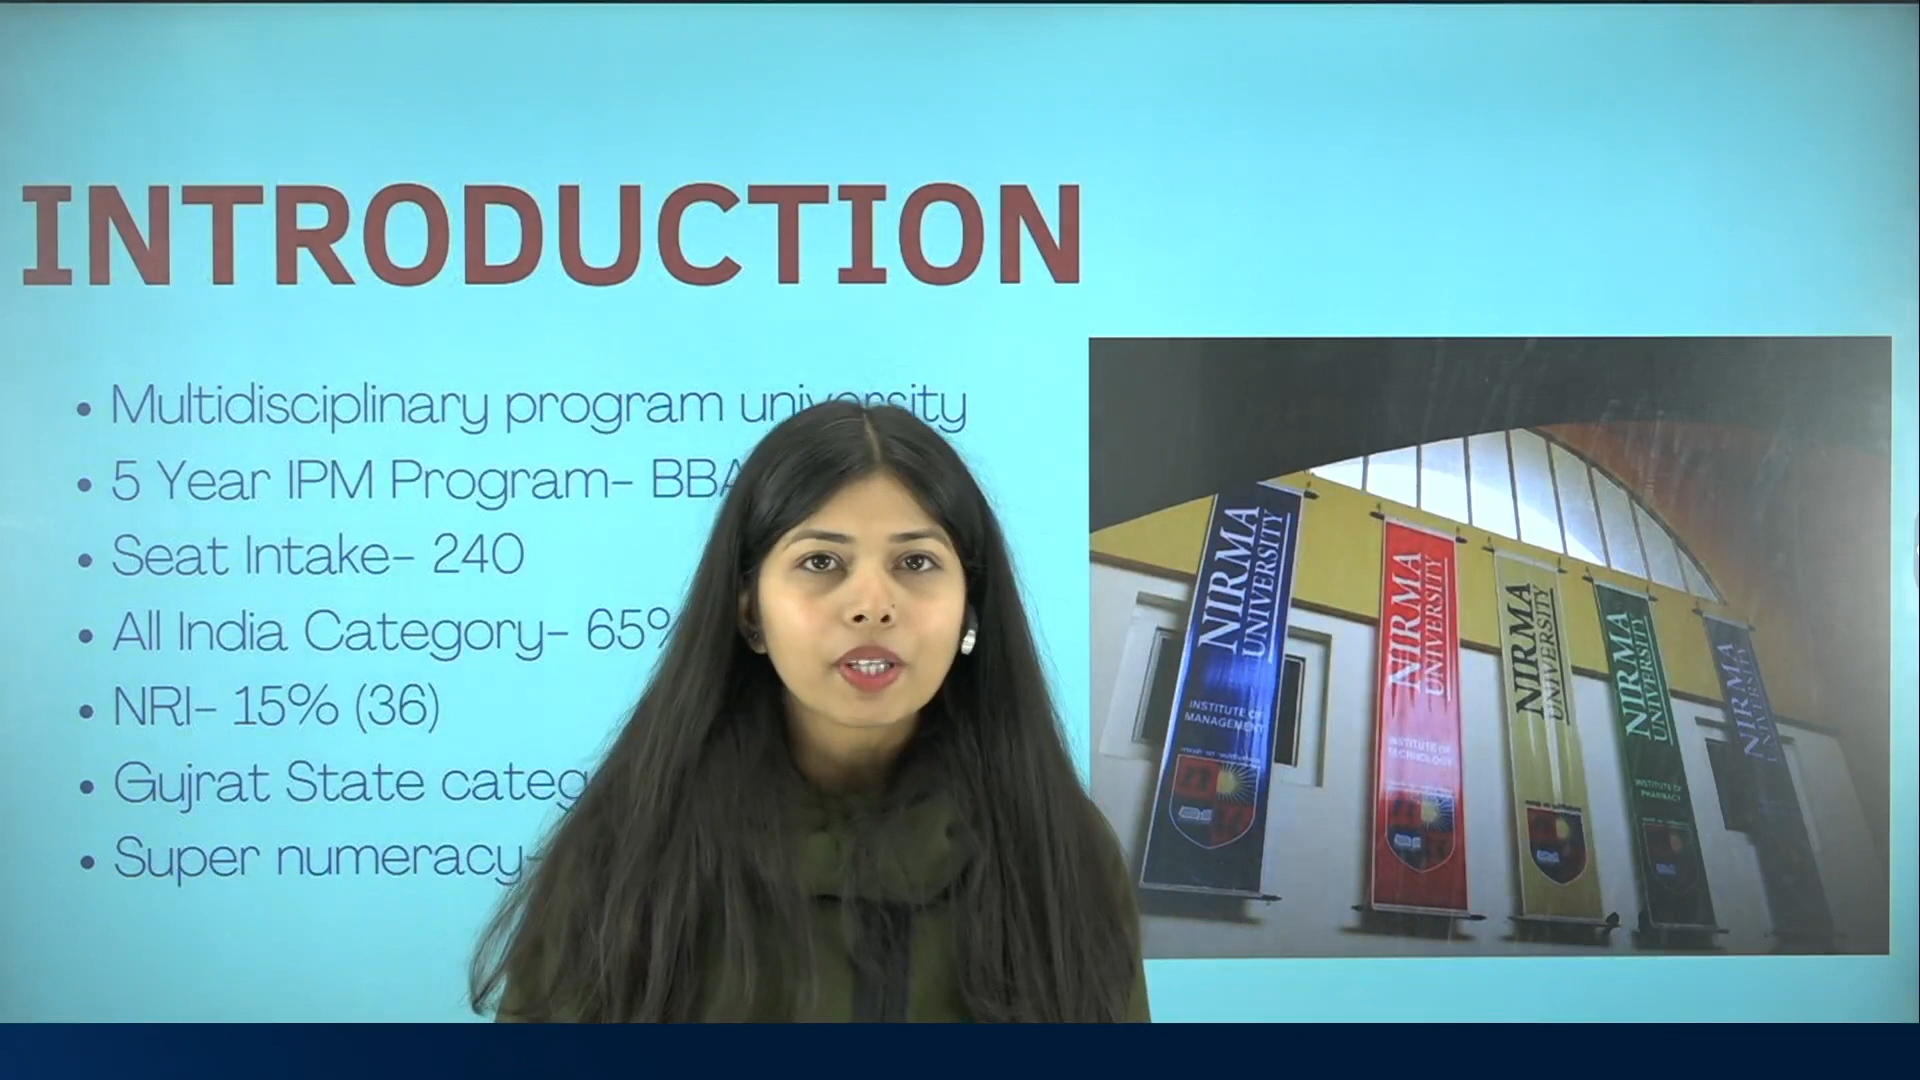 INTRODUCTION
• Multidisciplinary program university
• 5 Year IPM Program- BBA
• Seat Intake- 240
• All India Category- 65%
• NRI- 15% (36)
• Gujrat State categ
• Super numeracy-
NIRMA
UNIVERSITY
INSTITUTE OF
MANAGEMENT
NIRMA
UNIVERSITY
INSTITUTE OF
TECHNOLOGY
NIRMA
UNIVERSITY
NIRMA
UNIVERSITY
INSTITUTE OF
PHARMACY
NIRMA
UNIVERSITY